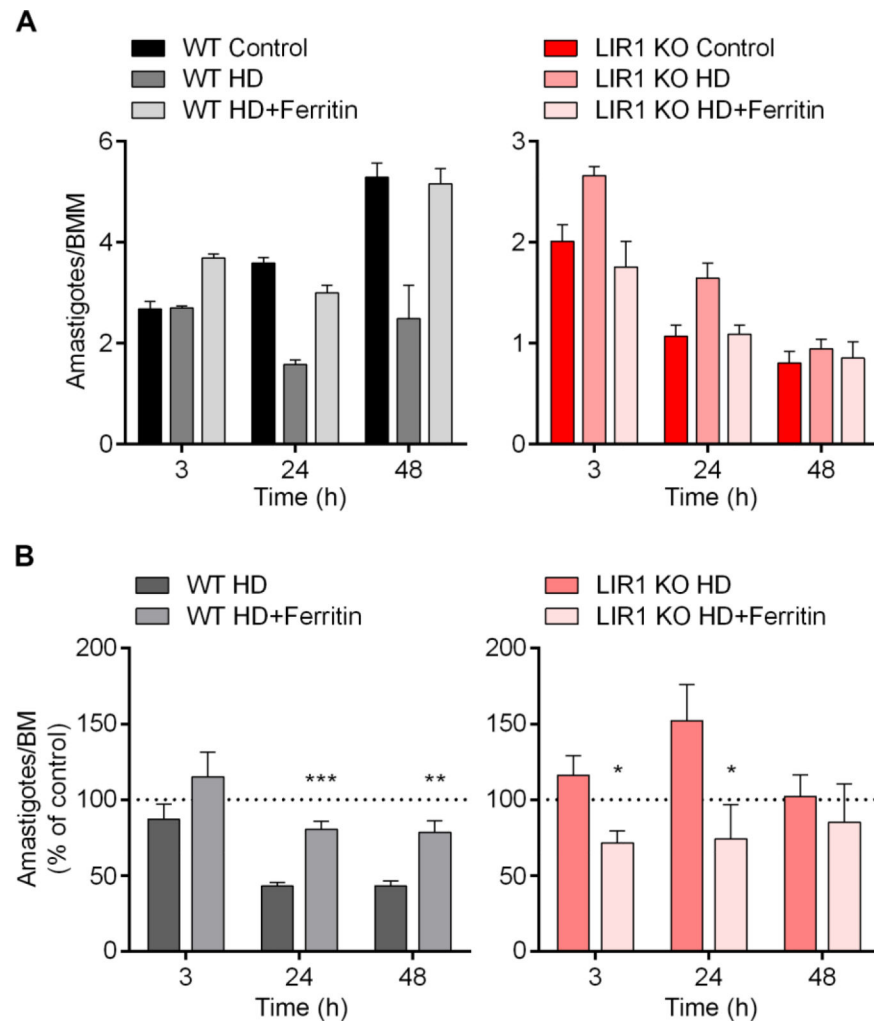 A
WT Control
WT HD
WT HD+Ferritin
LIR1 KO Control
LIR1 KO HD
LIR1 KO HD+Ferritin
Amastigotes/BMM
6
4
2
0
3 24 48
Time (h)
3
2
1
0
3 24 48
Time (h)
B
WT HD
WT HD+Ferritin
LIR1 KO HD
LIR1 KO HD+Ferritin
Amastigotes/BM
(% of control)
200
150
100
50
0
*** **
3 24 48
Time (h)
200
150
100
50
0
* *
3 24 48
Time (h)